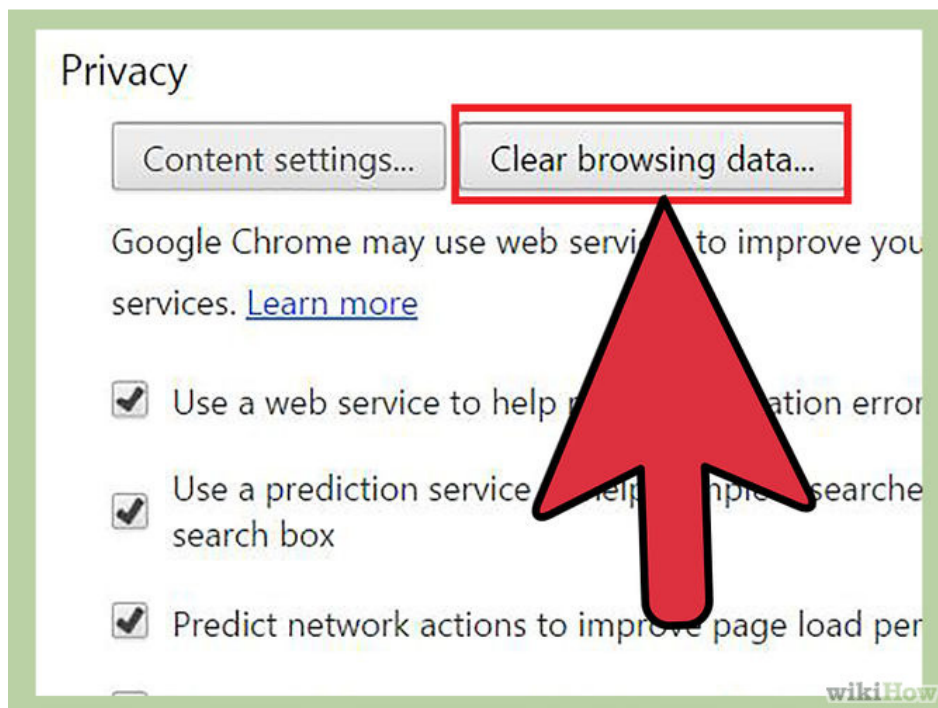 Privacy
Content settings... Clear browsing data...
Google Chrome may use web to improve
services. Learn more
Use a web service to help
Use a prediction service
search box
Predict network actions to improve page load
wikiHow